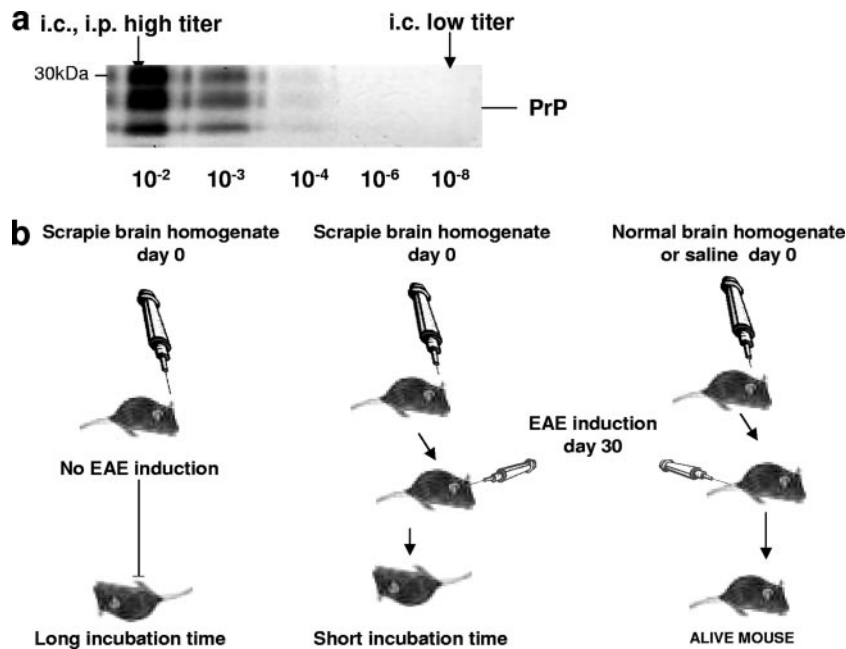 a
i.c., i.p. high titer
i.c. low titer
30kDa
PrP
10-2 10-3 10-4 10-6 10-8
b
Scrapie brain homogenate
day 0
Scrapie brain homogenate
day 0
Normal brain homogenate
or saline day 0
EAE induction
day 30
No EAE induction
Long incubation time
Short incubation time
ALIVE MOUSE